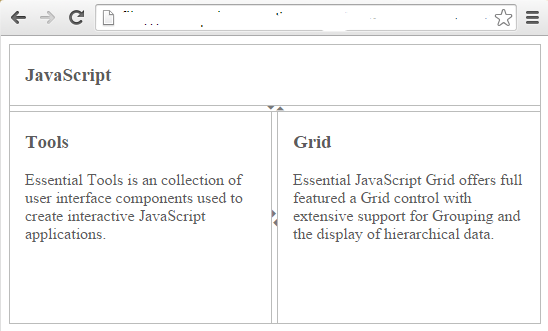 JavaScript
Tools
Essential Tools is an collection of
user interface components used to
create interactive JavaScript
applications.
Grid
Essential JavaScript Grid offers full
featured a Grid control with
extensive support for Grouping and
the display of hierarchical data.